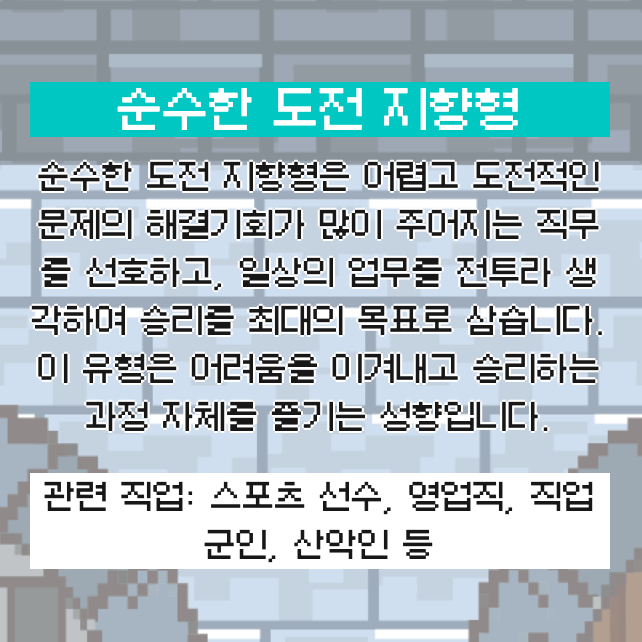 순수한 도전 지향형
순수한 도전 지향형은 어렵고 도전적인
문제의 해결기회가 많이 주어지는 직무
를 선호하고, 일상의 업무를 전투라 생
각하여 승리를 최대의 목표로 삼습니다.
이 유형은 어려움을 이겨내고 승리하는
과정 자체를 즐기는 성향입니다.
관련 직업: 스포츠 선수, 영업직, 직업
군인, 산악인 등